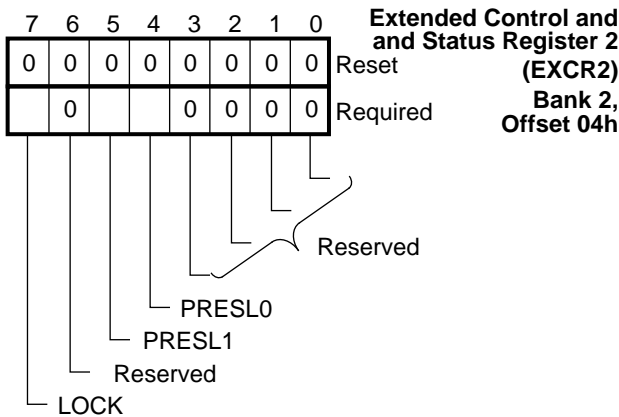 Extended Control and
and Status Register 2
(EXCR2)
Bank 2,
Offset 04h
7 6 5 4 3 2 1 0
0 0 0 0 0 0 0 0 Reset
0 0 0 0 0 Required
Reserved
PRESL0
PRESL1
Reserved
LOCK